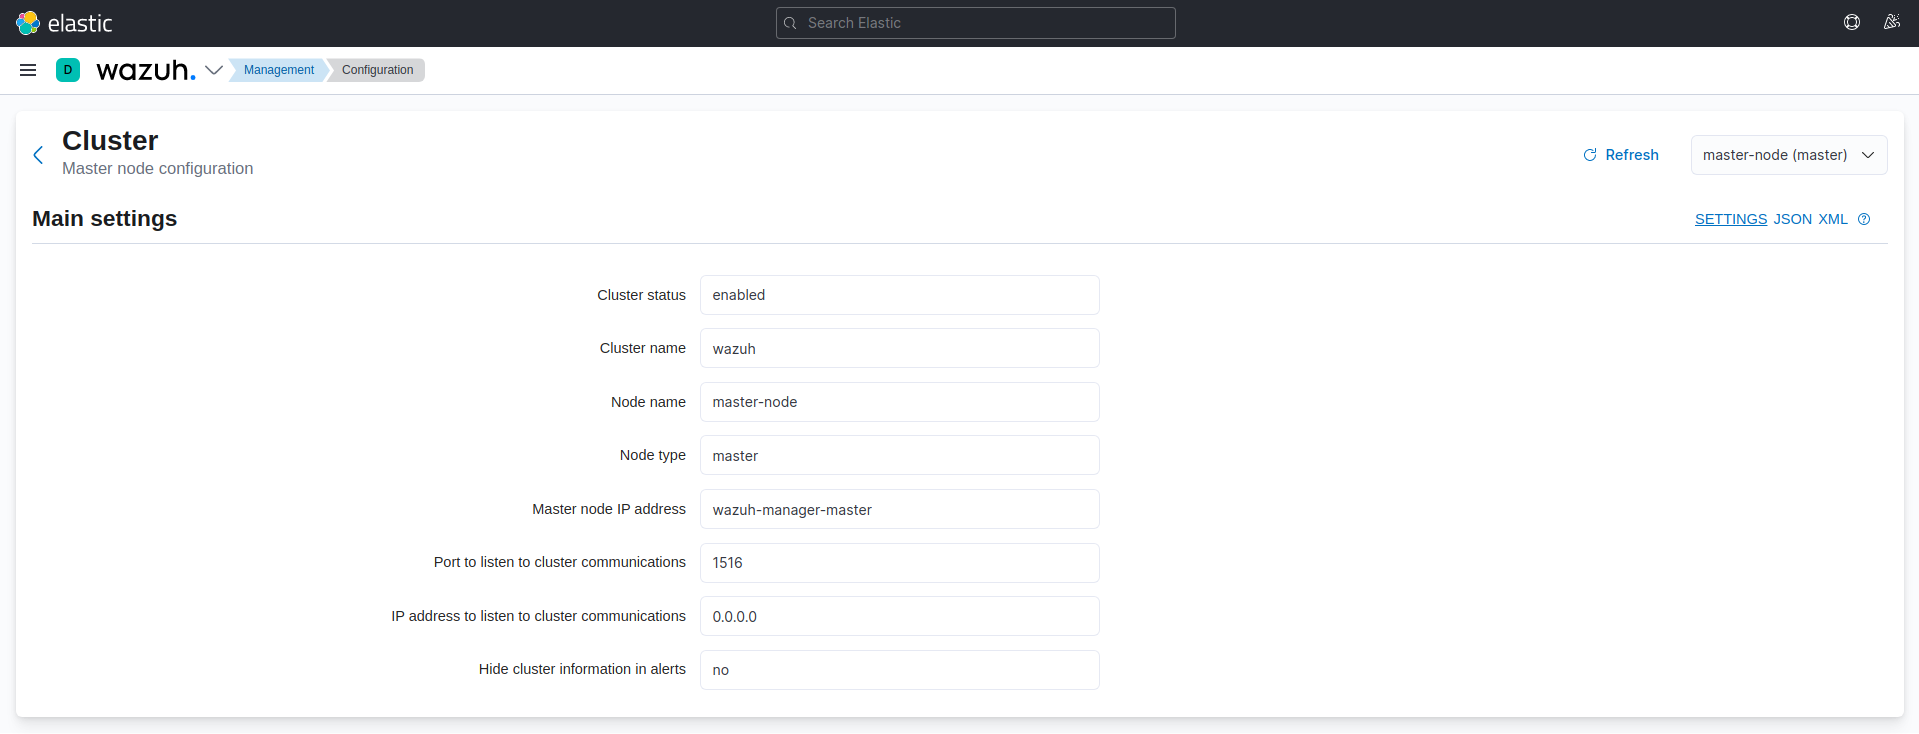 elastic
Search Elastic
D
wazuh.
Management
Configuration
Cluster
Master node configuration
Refresh
master-node (master)
Main settings
SETTINGS JSON XML
Cluster status enabled
Cluster name wazuh
Node name master-node
Node type master
Master node IP address wazuh-manager-master
Port to listen to cluster communications 1516
IP address to listen to cluster communications 0.0.0.0
Hide cluster information in alerts no